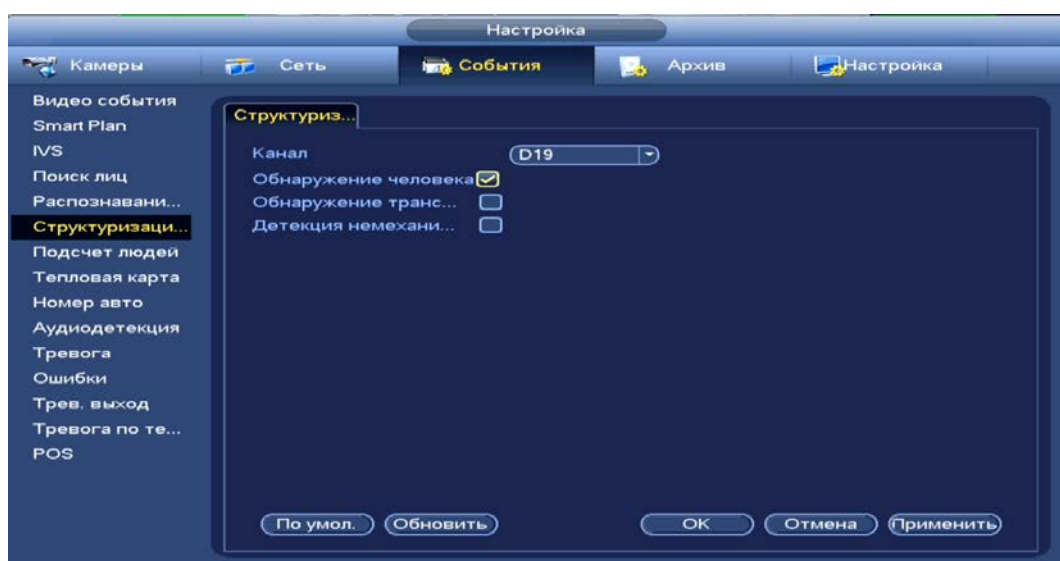 Настройка
Камеры
Сеть
События
Архив
Настройка
Видео события
Smart Plan
IVS
Поиск лиц
Распознавани...
Структуризаци...
Подсчет людей
Тепловая карта
Номер авто
Аудиодетекция
Тревога
Ошибки
Трев. выход
Тревога по те...
POS
Структуриз...
Канал D19
Обнаружение человека
Обнаружение транс...
Детекция немехани...
По умол. Обновить ОК Отмена Применить